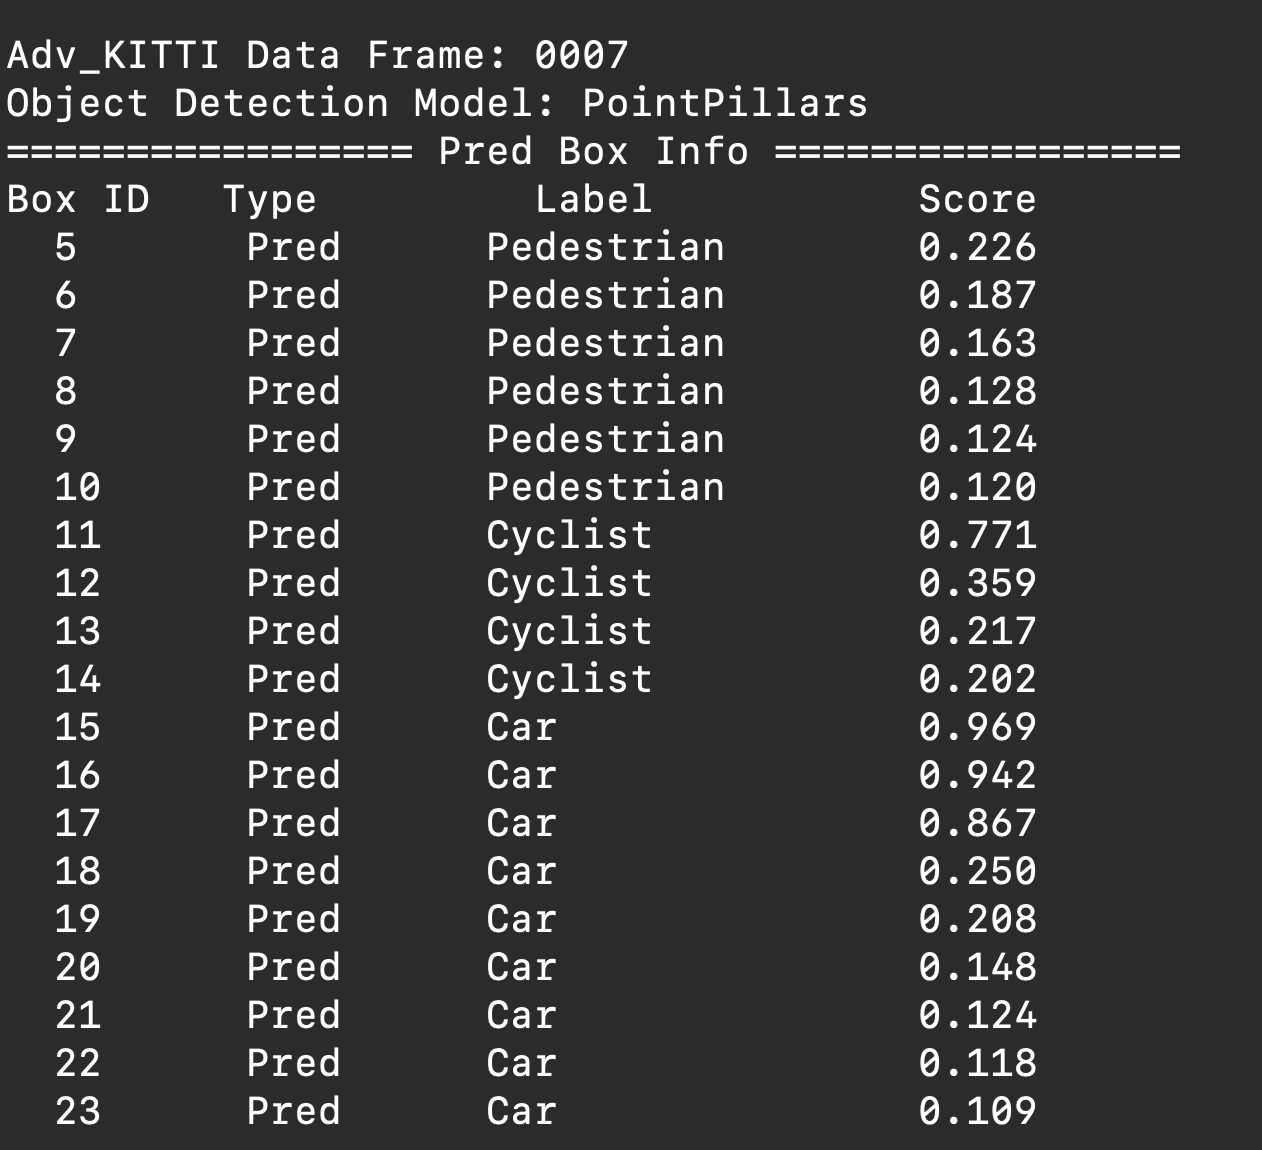 Adv_KITTI Data Frame: 0007
Object Detection Model: PointPillars
================= Pred Box Info =================
Box ID   Type         Label           Score
  5       Pred      Pedestrian        0.226
  6       Pred      Pedestrian        0.187
  7       Pred      Pedestrian        0.163
  8       Pred      Pedestrian        0.128
  9       Pred      Pedestrian        0.124
  10      Pred      Pedestrian        0.120
  11      Pred      Cyclist           0.771
  12      Pred      Cyclist           0.359
  13      Pred      Cyclist           0.217
  14      Pred      Cyclist           0.202
  15      Pred      Car               0.969
  16      Pred      Car               0.942
  17      Pred      Car               0.867
  18      Pred      Car               0.250
  19      Pred      Car               0.208
  20      Pred      Car               0.148
  21      Pred      Car               0.124
  22      Pred      Car               0.118
  23      Pred      Car               0.109